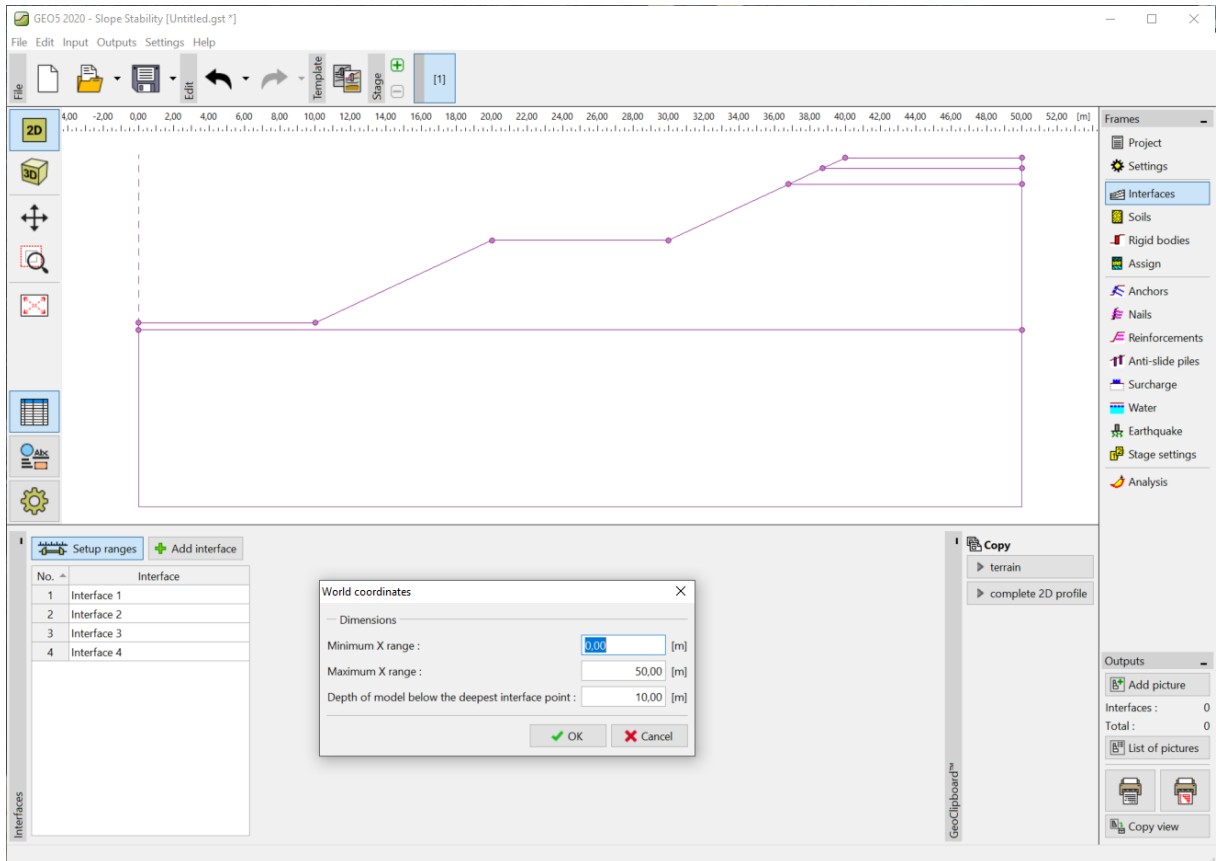 GEO5 2020 - Slope Stability [Untitled.gst *]
File Edit Input Outputs Settings Help
File
Edit
Template
Stage
[1]
2D
3D
4,00 -2,00 0,00 2,00 4,00 6,00 8,00 10,00 12,00 14,00 16,00 18,00 20,00 22,00 24,00 26,00 28,00 30,00 32,00 34,00 36,00 38,00 40,00 42,00 44,00 46,00 48,00 50,00 52,00 [m]
Frames
Project
Settings
Interfaces
Soils
Rigid bodies
Assign
Anchors
Nails
Reinforcements
Anti-slide piles
Surcharge
Water
Earthquake
Stage settings
Analysis
Abc
Interfaces
Setup ranges
Add interface
No. Interface
1 Interface 1
2 Interface 2
3 Interface 3
4 Interface 4
World coordinates
Dimensions
Minimum X range : 0,00 [m]
Maximum X range : 50,00 [m]
Depth of model below the deepest interface point : 10,00 [m]
OK
Cancel
GeoClipboard™
Copy
terrain
complete 2D profile
Outputs
Add picture
Interfaces : 0
Total : 0
List of pictures
Copy view